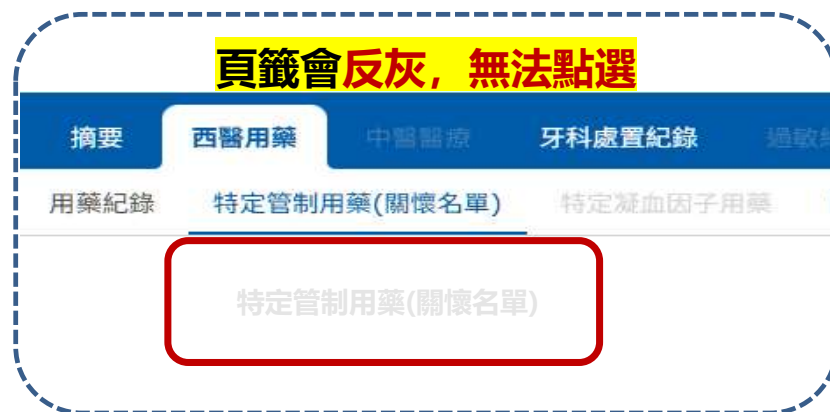 頁籤會反灰，無法點選
摘要 西醫用藥 中醫醫療 牙科處置紀錄 過敏
用藥紀錄 特定管制用藥(關懷名單) 特定凝血因子用藥
特定管制用藥(關懷名單)